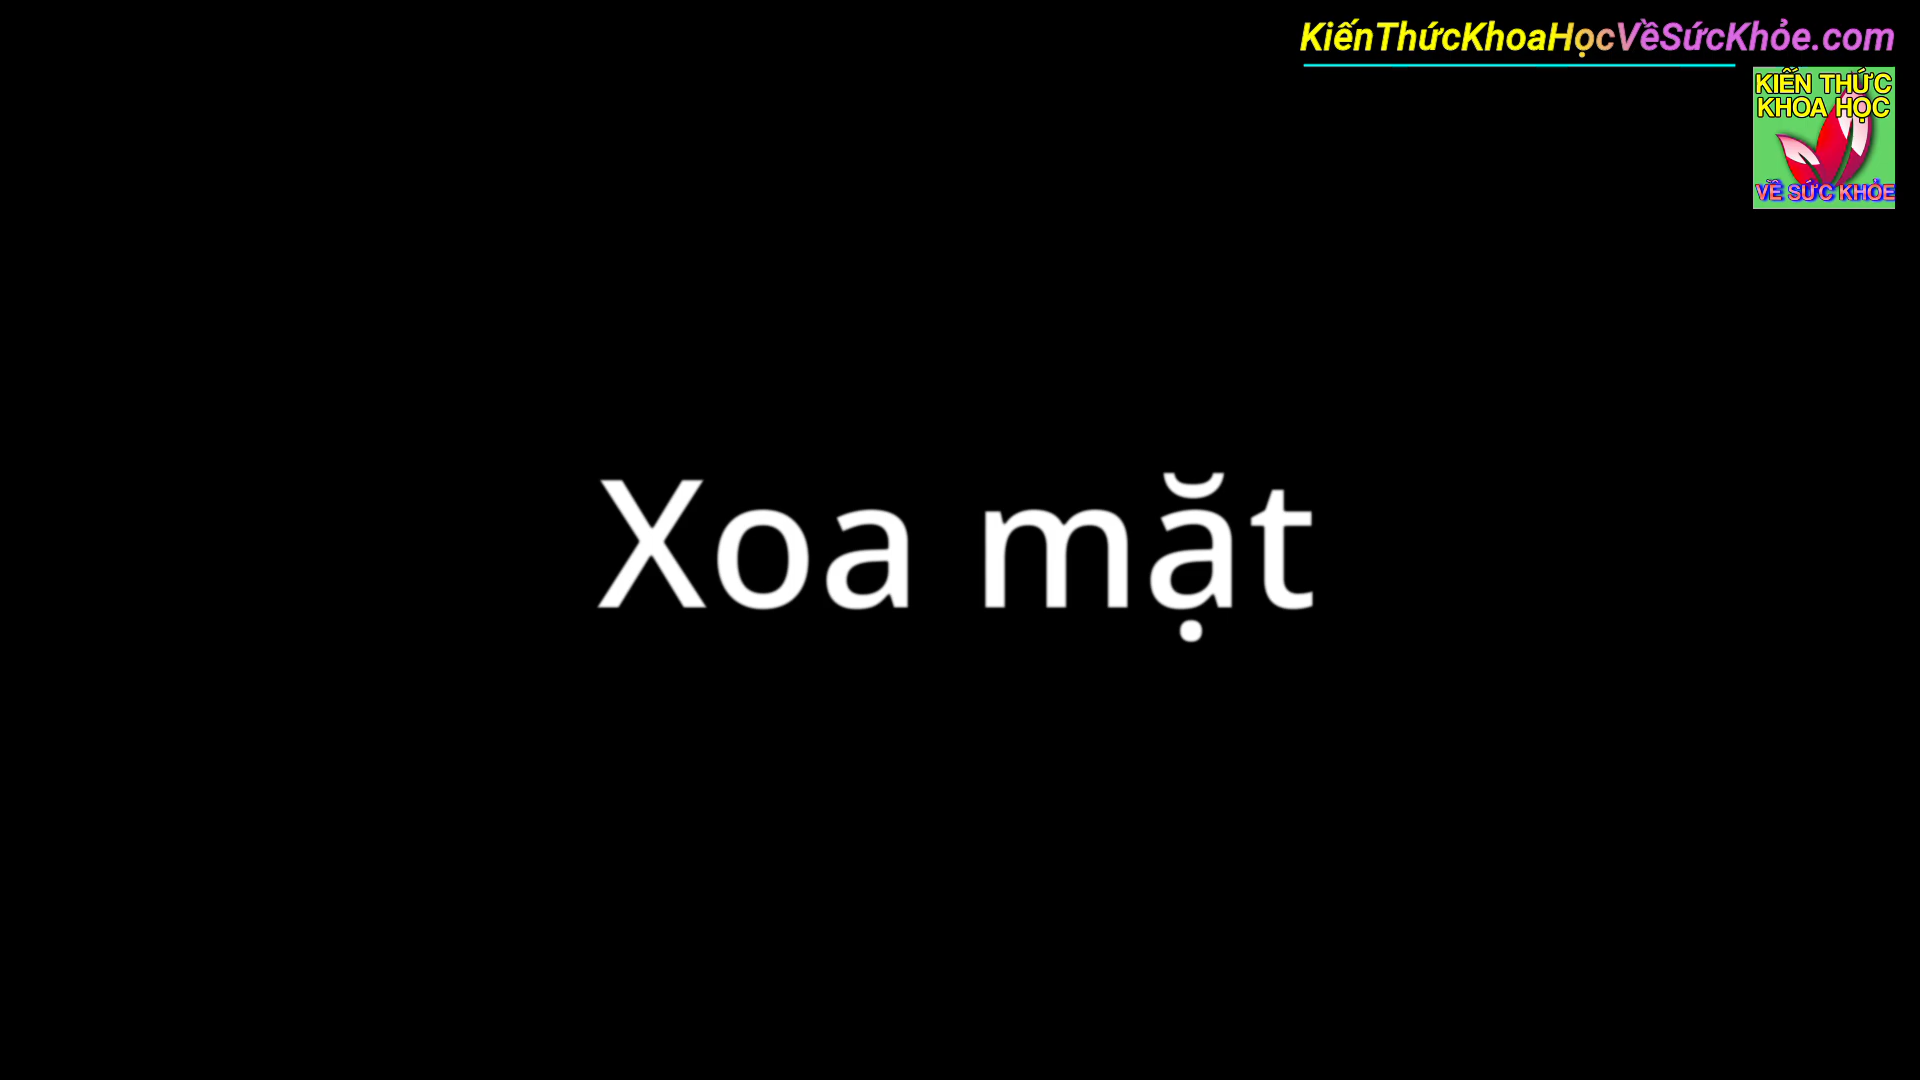 KiếnThứcKhoaHọcVềSứcKhỏe.com
KIẾN THỨC
KHOA HỌC
VỀ SỨC KHỎE
Xoa mặt